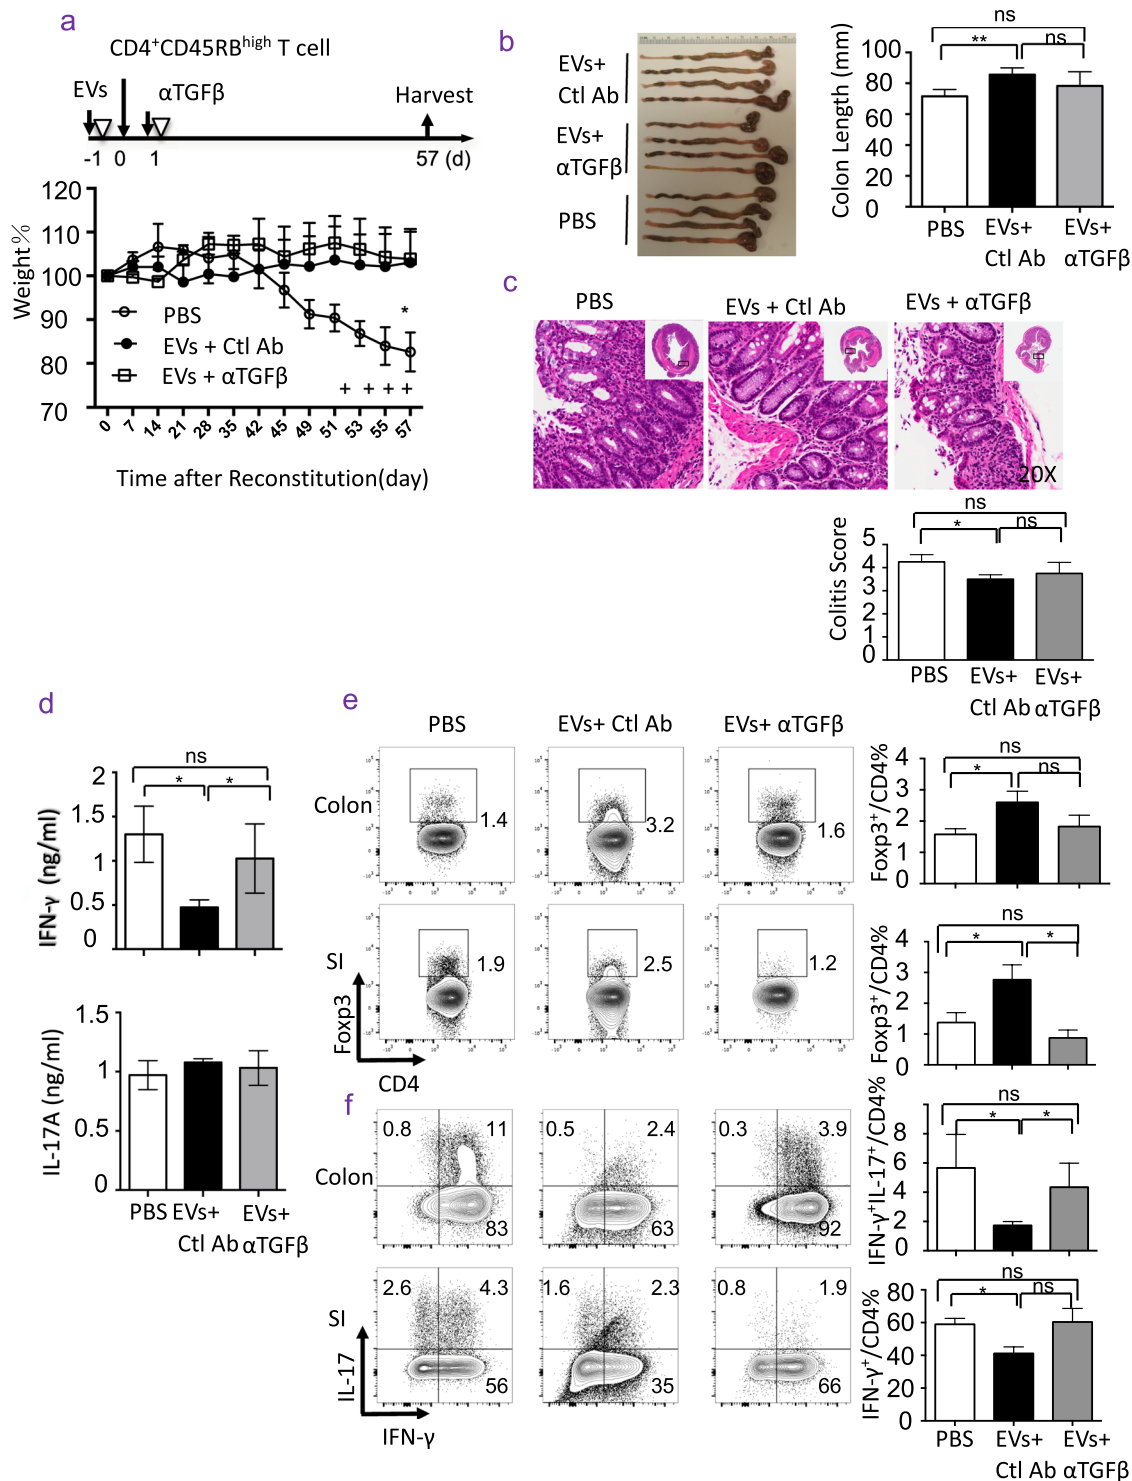 a
CD4⁺CD45RBʰⁱᵍʰ T cell
EVs
αTGFβ
Harvest
-1 0 1 57 (d)
120
110
100
90
80
70
Weight%
PBS
EVs + Ctl Ab
EVs + αTGFβ
*
+ + + +
0 7 14 21 28 35 42 45 49 51 53 55 57
Time after Reconstitution(day)
b
EVs+
Ctl Ab
EVs+
αTGFβ
PBS
ns
** ns
Colon Length (mm)
100
80
60
40
20
0
PBS EVs+ EVs+
Ctl Ab αTGFβ
c
PBS EVs + Ctl Ab EVs + αTGFβ
20X
ns
* ns
Colitis Score
5
4
3
2
1
0
PBS EVs+ EVs+
Ctl Ab αTGFβ
d
ns
* *
IFN-γ (ng/ml)
2
1.5
1
0.5
0
IL-17A (ng/ml)
1.5
1
0.5
0
PBS EVs+ EVs+
Ctl Ab αTGFβ
e
PBS EVs+ Ctl Ab EVs+ αTGFβ
Colon
1.4 3.2 1.6
SI
1.9 2.5 1.2
Foxp3
CD4
ns
* ns
Foxp3⁺/CD4%
4
3
2
1
0
ns
* *
Foxp3⁺/CD4%
4
3
2
1
0
f
Colon
0.8 11 0.5 2.4 0.3 3.9
83 63 92
SI
2.6 4.3 1.6 2.3 0.8 1.9
56 35 66
IL-17
IFN-γ
ns
* *
IFN-γ⁺IL-17⁺/CD4%
8
6
4
2
0
ns
* ns
IFN-γ⁺/CD4%
80
60
40
20
0
PBS EVs+ EVs+
Ctl Ab αTGFβ